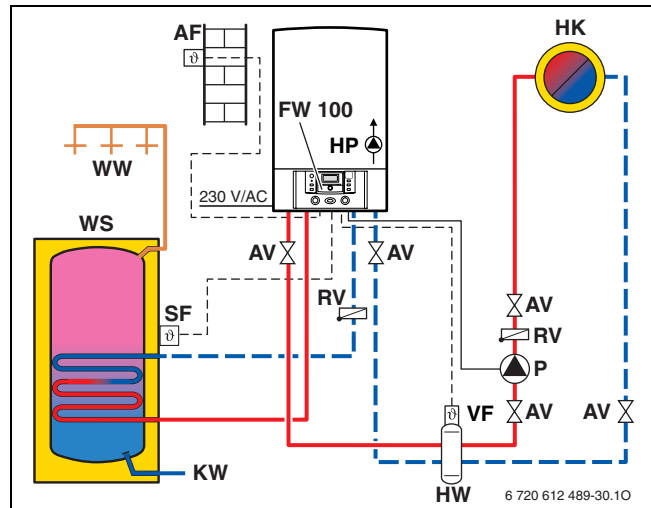 AF
ϑ
HK
FW 100
HP
WW
230 V/AC
WS
AV
AV
RV
SF
ϑ
AV
RV
P
VF
ϑ
AV
AV
KW
HW
6 720 612 489-30.1O